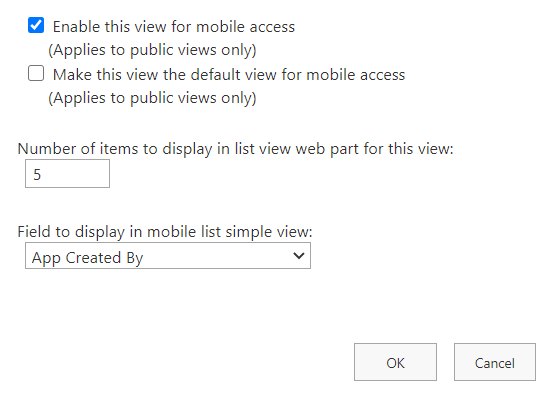 Enable this view for mobile access
(Applies to public views only)
Make this view the default view for mobile access
(Applies to public views only)
Number of items to display in list view web part for this view:
5
Field to display in mobile list simple view:
App Created By
OK Cancel